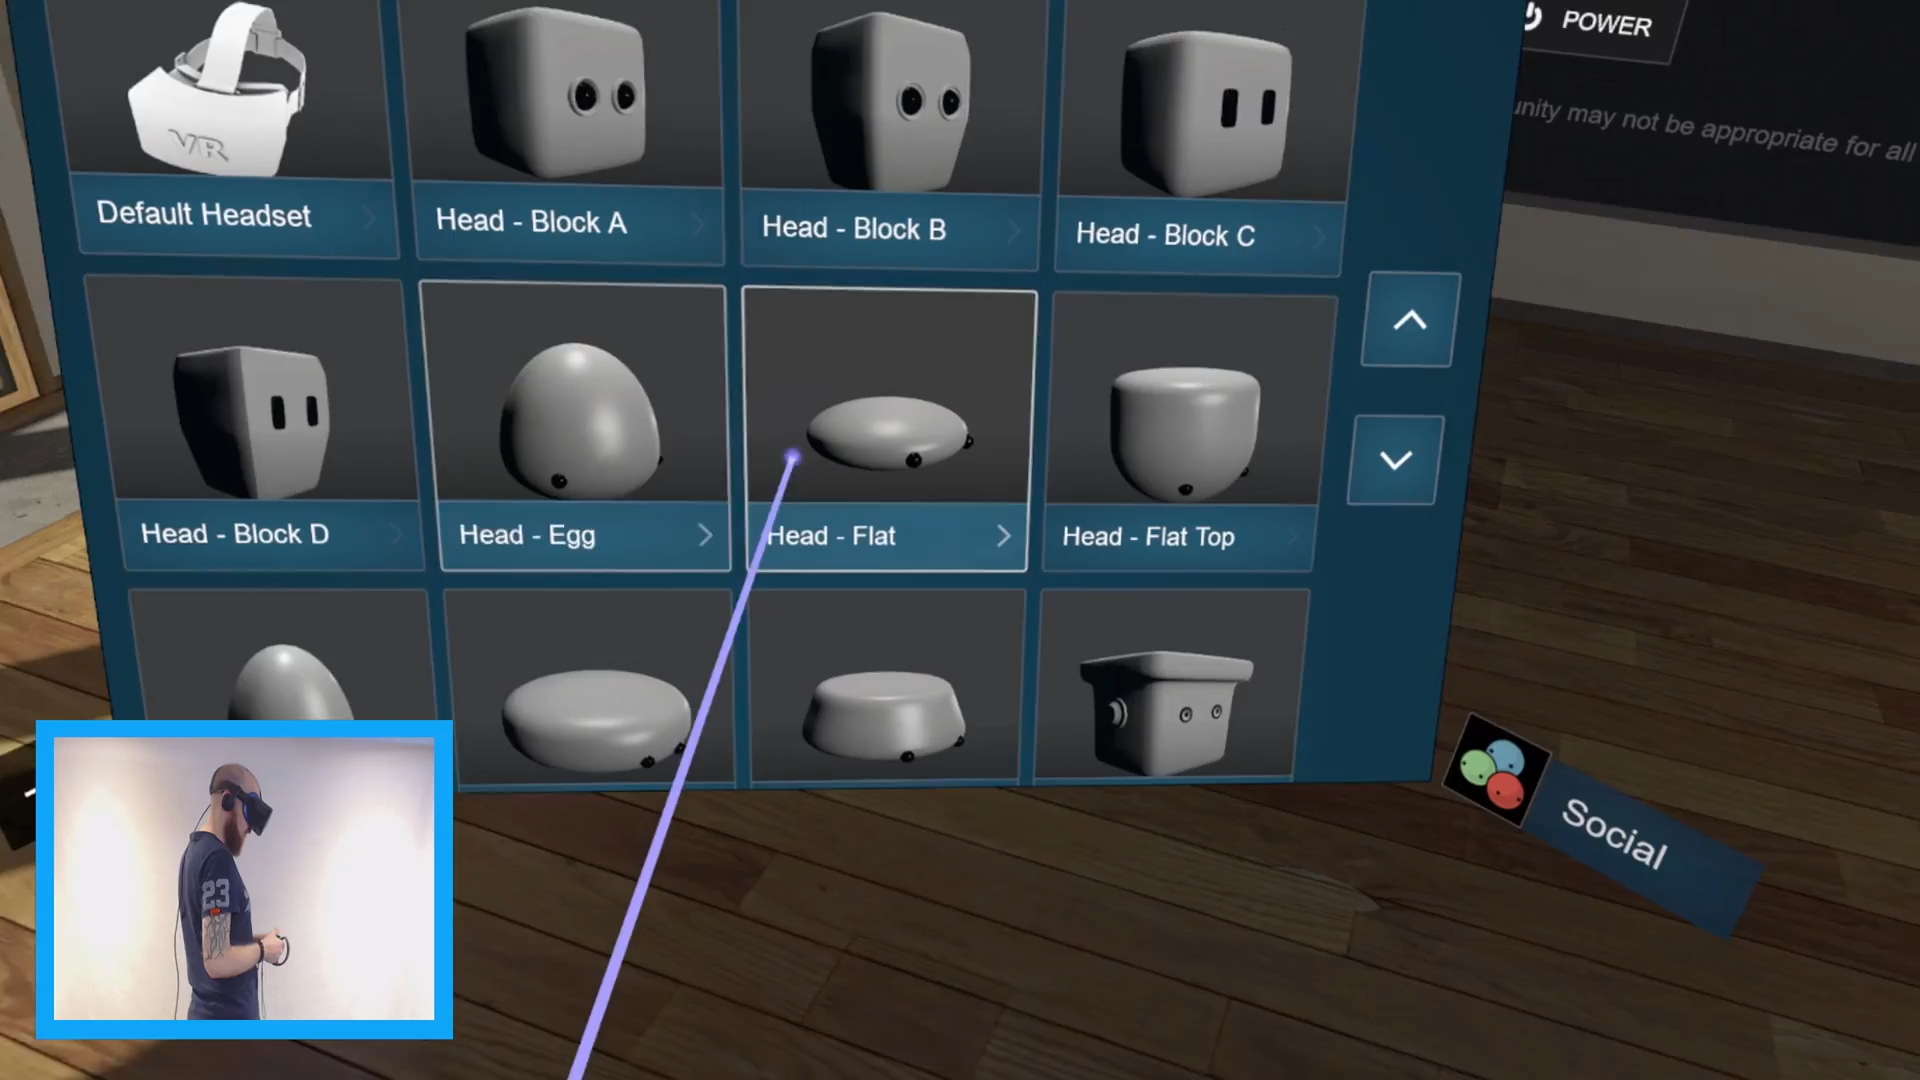 POWER
unity may not be appropriate for all
VR
Default Headset
Head - Block A
Head - Block B
Head - Block C
Head - Block D
Head - Egg
Head - Flat
Head - Flat Top
Social
23